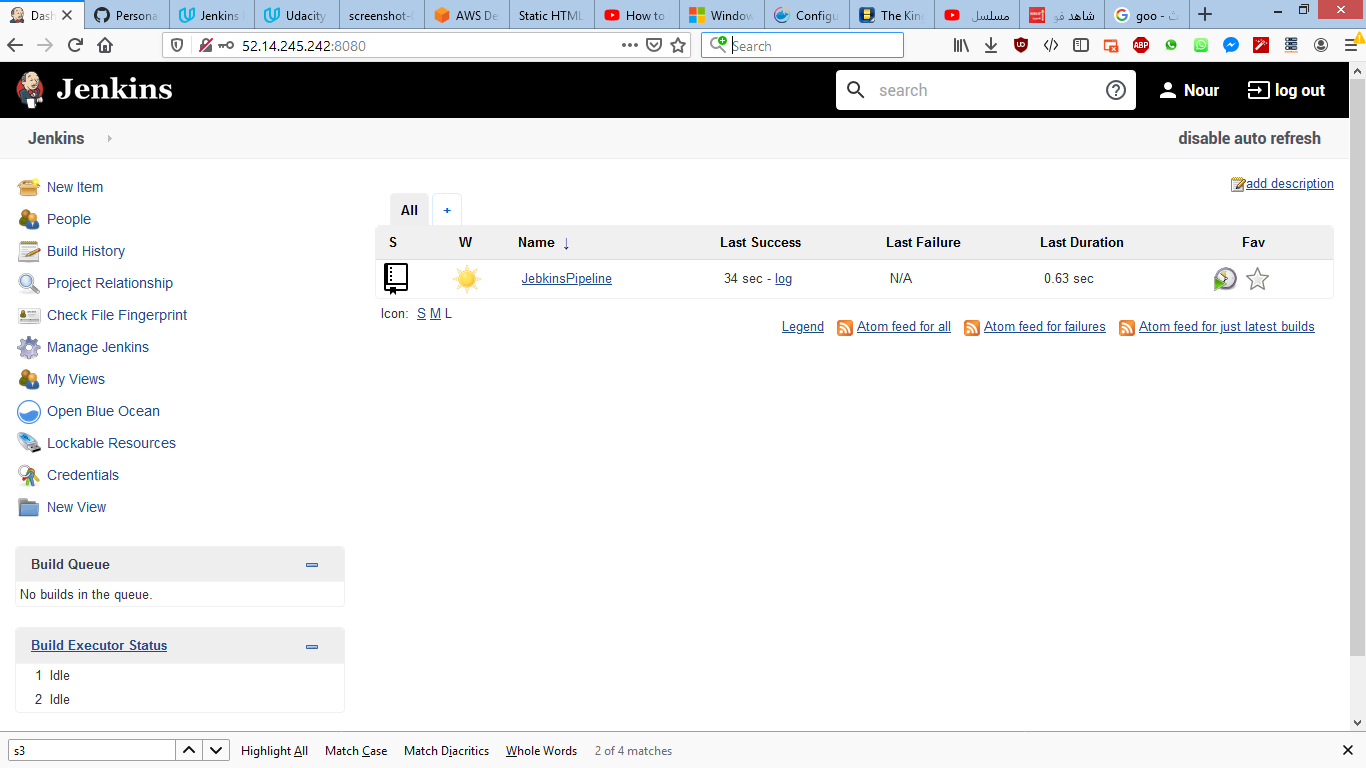 Dash
Persona
Jenkins
Udacity
screenshot-
AWS De
Static HTML
How to
Window
Configu
The Kin
مسلسل
شاهد فو
goo -
52.14.245.242:8080
Search
Jenkins
search
Nour
log out
Jenkins
disable auto refresh
New Item
People
Build History
Project Relationship
Check File Fingerprint
Manage Jenkins
My Views
Open Blue Ocean
Lockable Resources
Credentials
New View
add description
All +
S W Name ↓ Last Success Last Failure Last Duration Fav
JebkinsPipeline 34 sec - log N/A 0.63 sec
Icon: S M L
Legend Atom feed for all Atom feed for failures Atom feed for just latest builds
Build Queue
No builds in the queue.
Build Executor Status
1 Idle
2 Idle
s3 Highlight All Match Case Match Diacritics Whole Words 2 of 4 matches